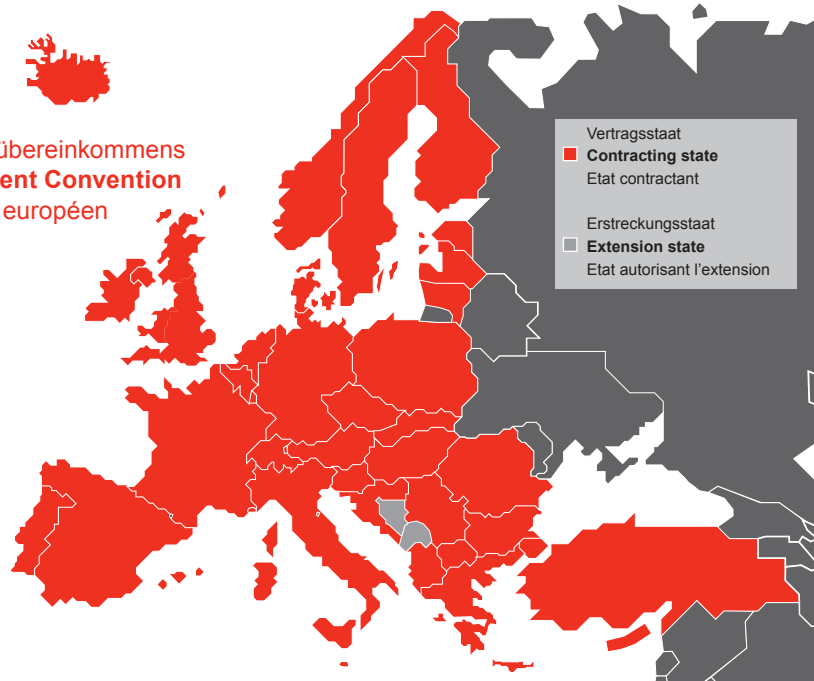 übereinkommens
ent Convention
européen
Vertragsstaat
Contracting state
Etat contractant
Erstreckungsstaat
Extension state
Etat autorisant l'extension